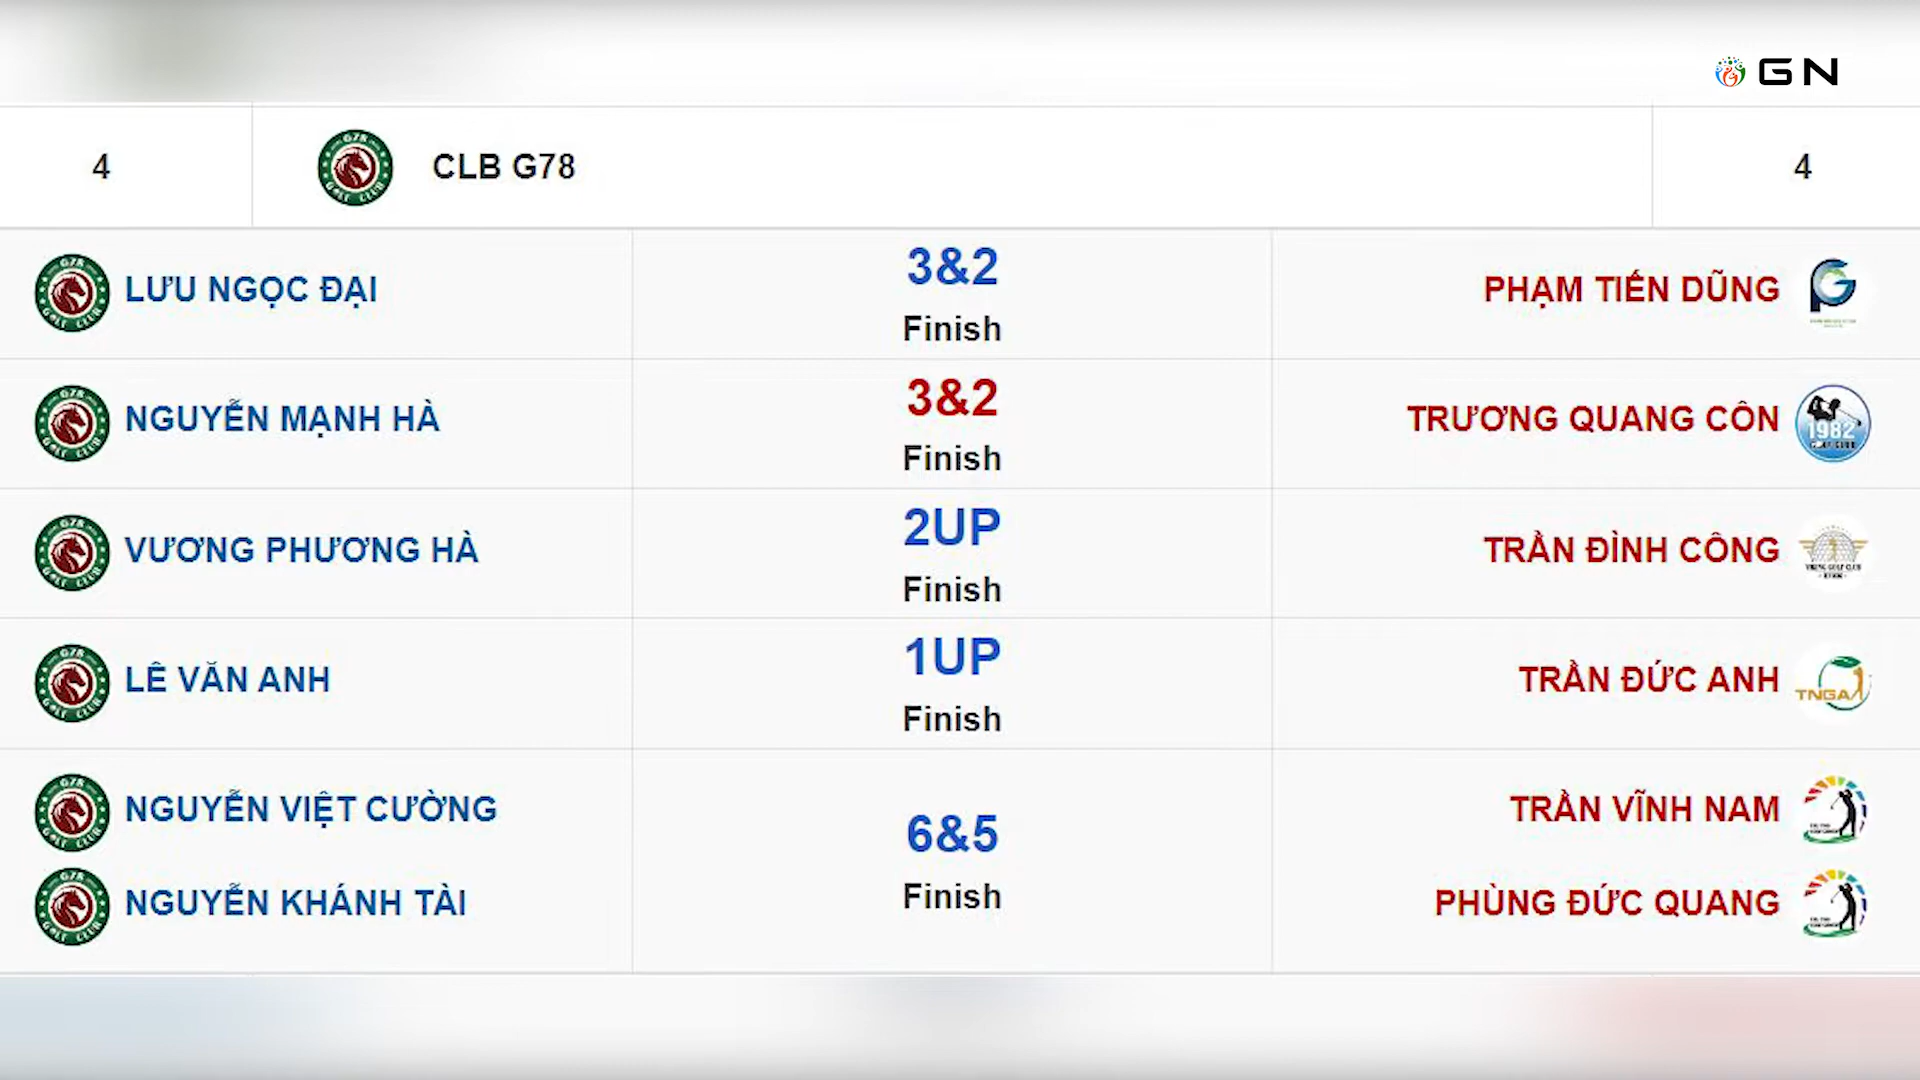 GN
4 CLB G78 4
LƯU NGỌC ĐẠI 3&2 Finish PHẠM TIẾN DŨNG
NGUYỄN MẠNH HÀ 3&2 Finish TRƯƠNG QUANG CÔN
1982
VƯƠNG PHƯƠNG HÀ 2UP Finish TRẦN ĐÌNH CÔNG
LÊ VĂN ANH 1UP Finish TRẦN ĐỨC ANH
TNGA
NGUYỄN VIỆT CƯỜNG 6&5 Finish TRẦN VĨNH NAM
NGUYỄN KHÁNH TÀI PHÙNG ĐỨC QUANG